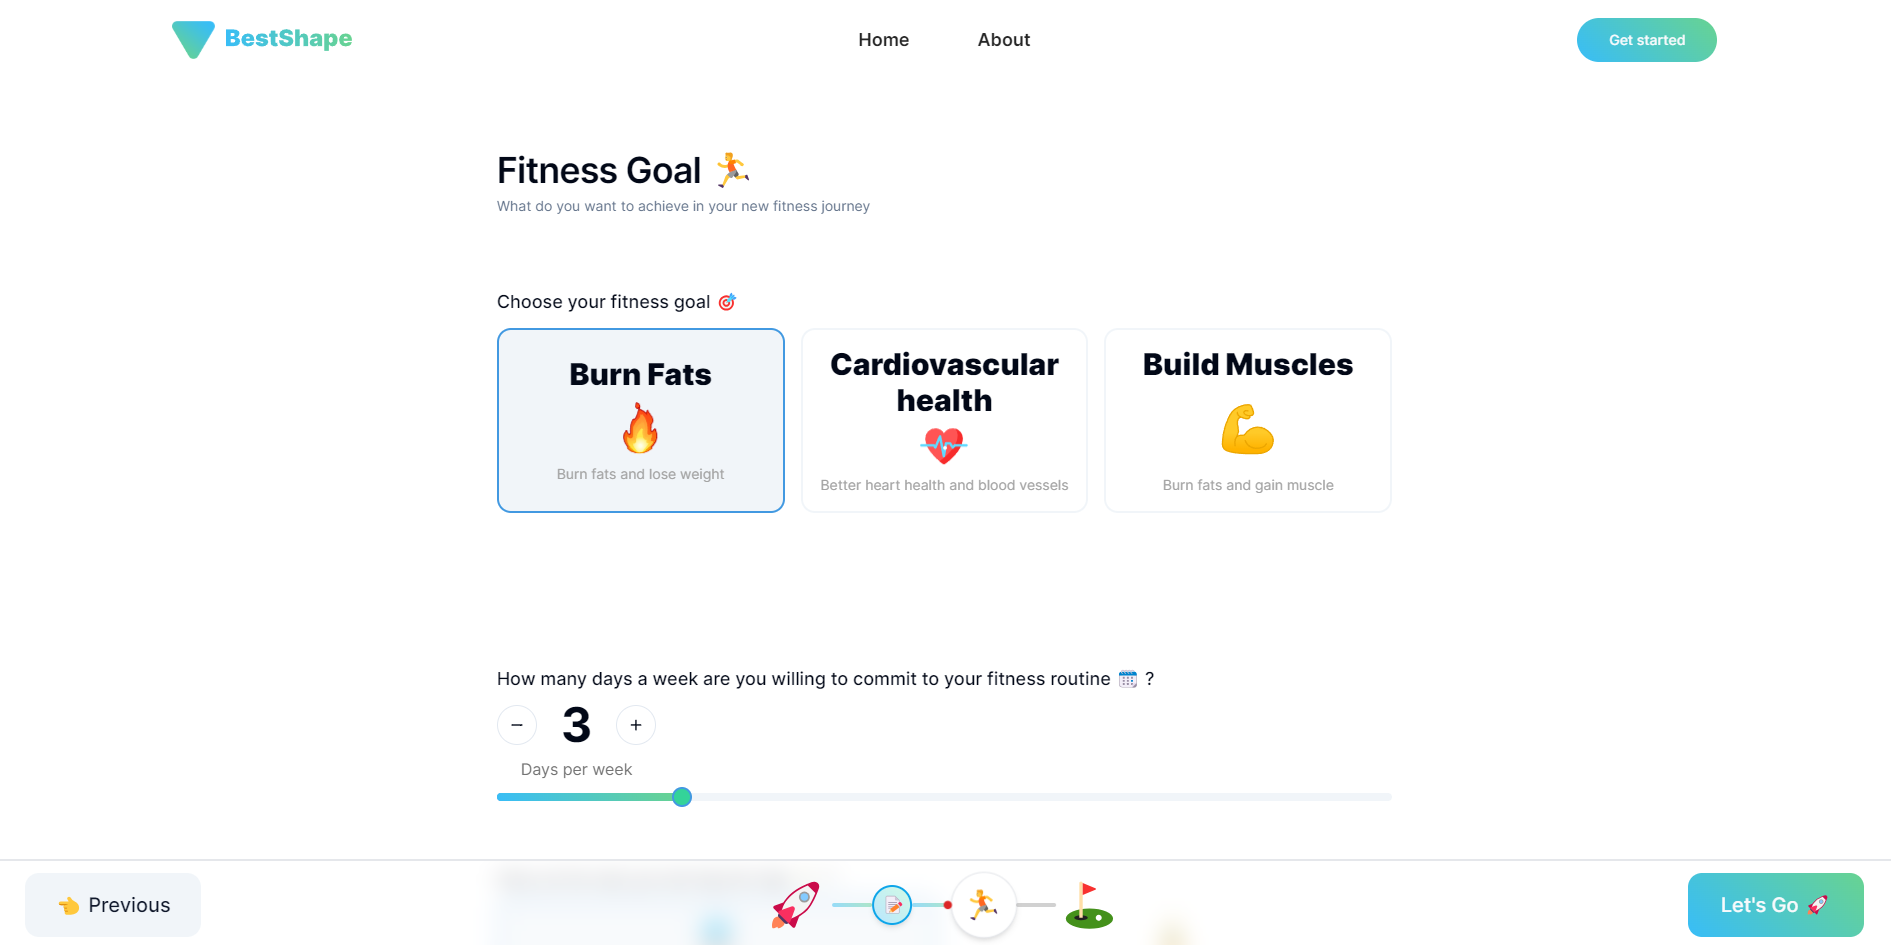 BestShape
Home
About
Get started
Fitness Goal
What do you want to achieve in your new fitness journey
Choose your fitness goal
Burn Fats
Burn fats and lose weight
Cardiovascular
health
Better heart health and blood vessels
Build Muscles
Burn fats and gain muscle
How many days a week are you willing to commit to your fitness routine ?
− 3 +
Days per week
Previous
Let's Go